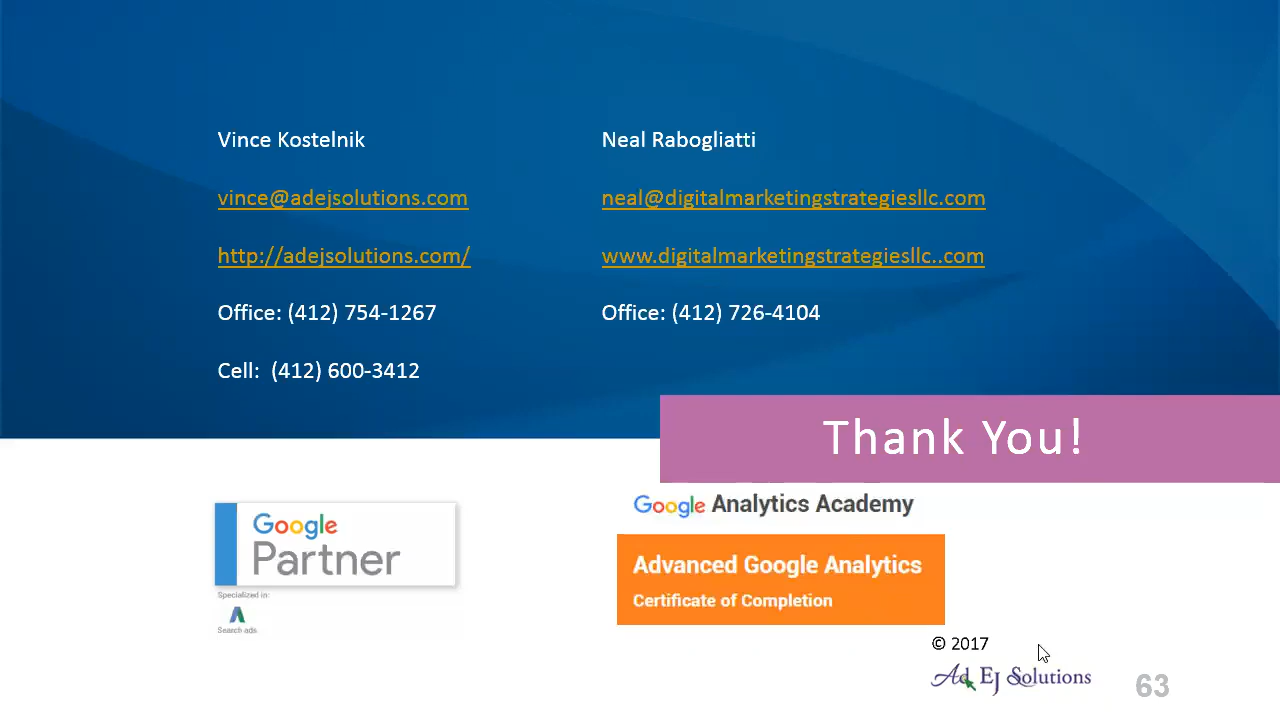 Vince Kostelnik
vince@adejsolutions.com
http://adejsolutions.com/
Office: (412) 754-1267
Cell:  (412) 600-3412
Neal Rabogliatti
neal@digitalmarketingstrategiesllc.com
www.digitalmarketingstrategiesllc..com
Office: (412) 726-4104
Thank You!
Google
Partner
Specialized in:
Search ads
Google Analytics Academy
Advanced Google Analytics
Certificate of Completion
© 2017
Ad EJ Solutions
63